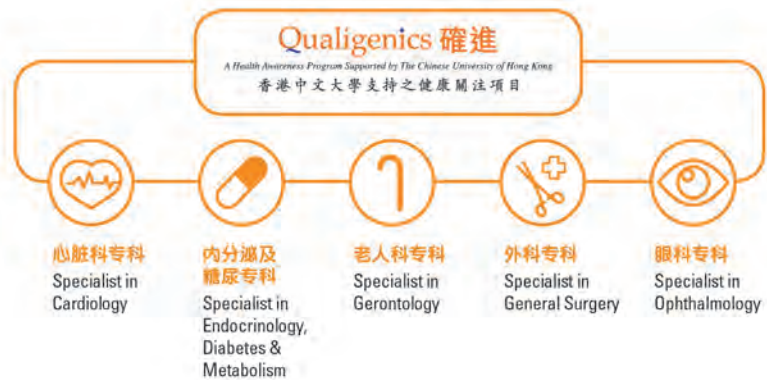 Qualigenics 確進
A Health Awareness Program Supported by The Chinese University of Hong Kong
香港中文大學支持之健康關注項目
心脏科专科
Specialist in
Cardiology
内分泌及
糖尿专科
Specialist in
Endocrinology,
Diabetes &
Metabolism
老人科专科
Specialist in
Gerontology
外科专科
Specialist in
General Surgery
眼科专科
Specialist in
Ophthalmology